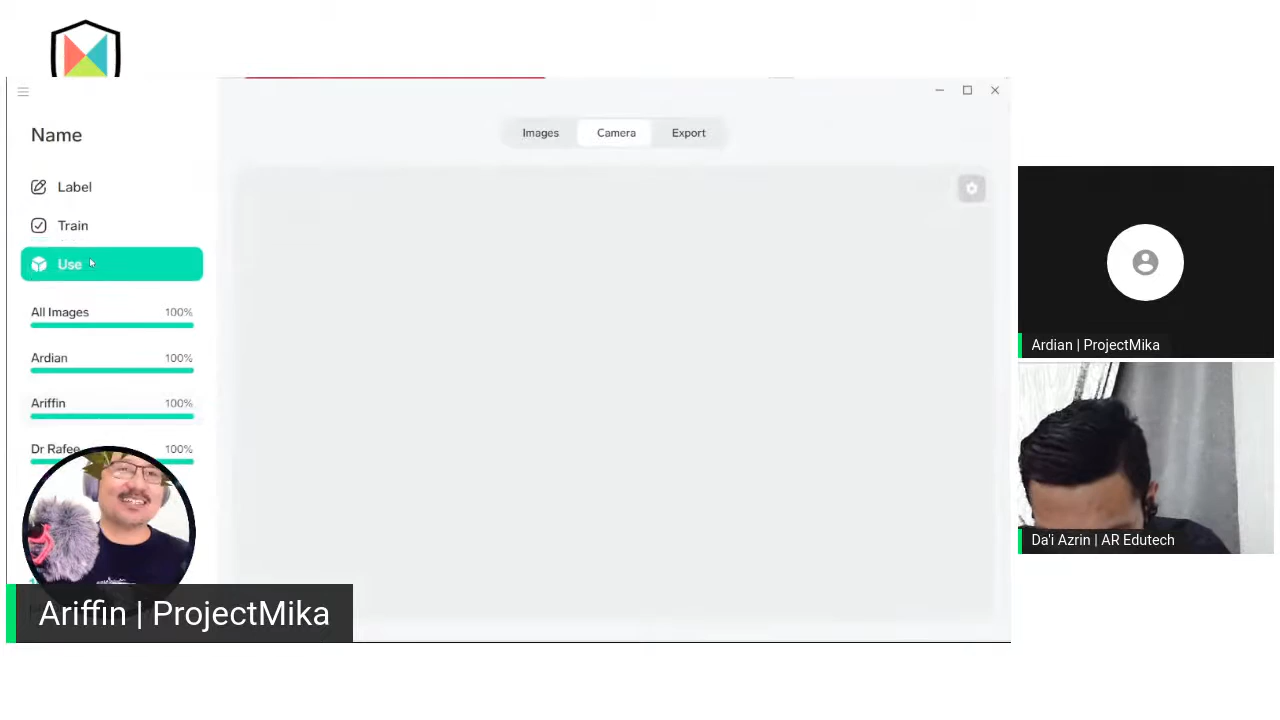 Name
Images
Camera
Export
Label
Train
Use
All Images 100%
Ardian 100%
Ariffin 100%
Dr Rafee 100%
Ariffin | ProjectMika
Ardian | ProjectMika
Da'i Azrin | AR Edutech